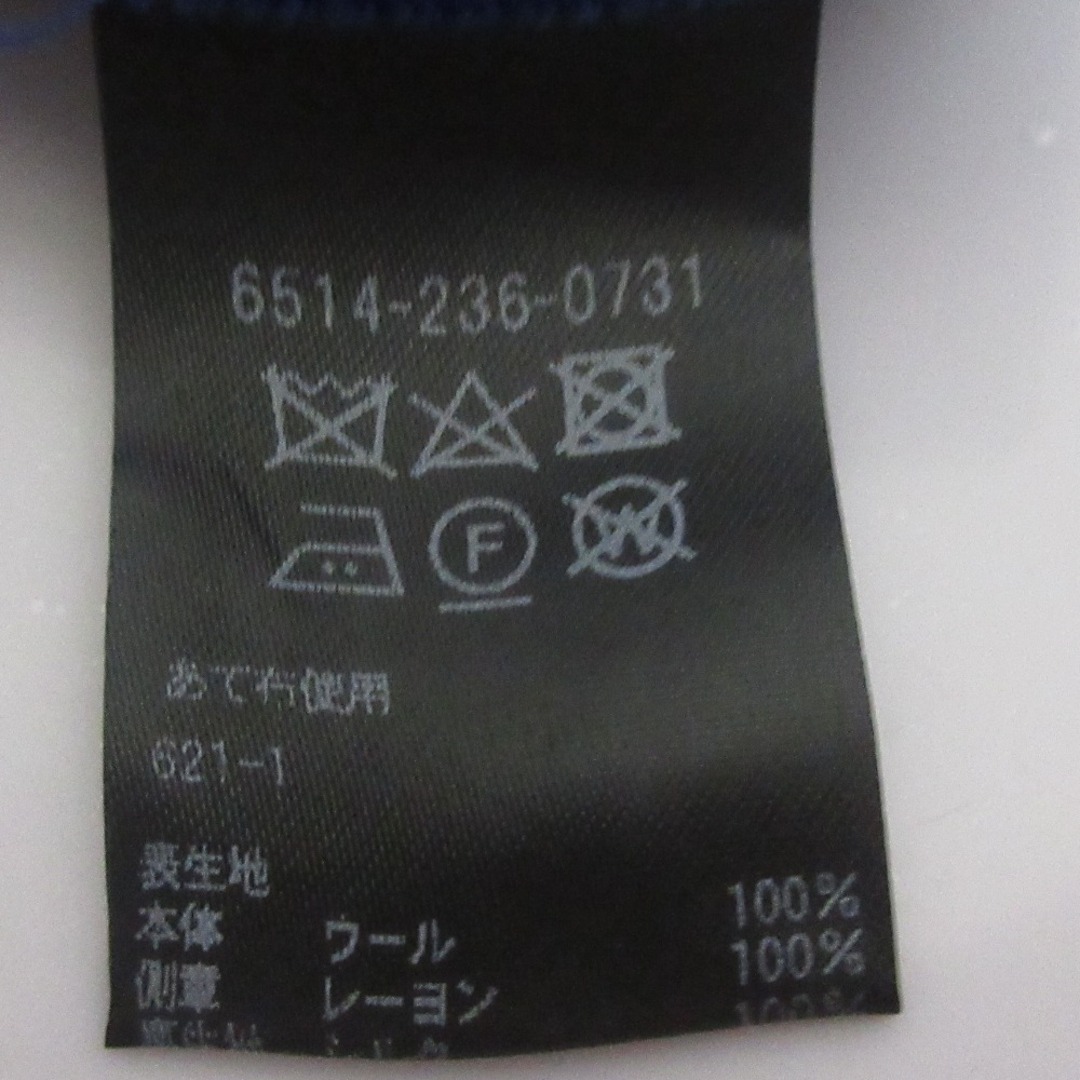 6514-236-0731
F
W
あて布使用
621-1
表生地
本体 ウール 100%
側章 レーヨン 100%
100%